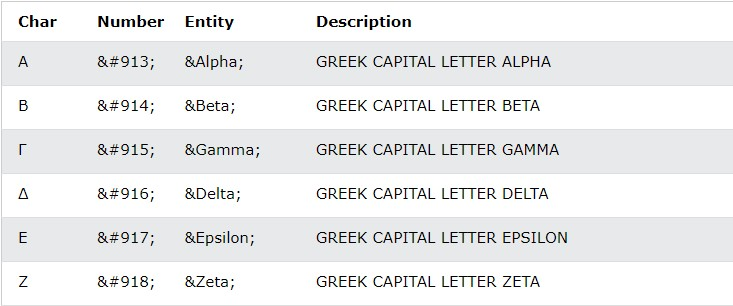 Char Number Entity Description
Α &#913; &Alpha; GREEK CAPITAL LETTER ALPHA
Β &#914; &Beta; GREEK CAPITAL LETTER BETA
Γ &#915; &Gamma; GREEK CAPITAL LETTER GAMMA
Δ &#916; &Delta; GREEK CAPITAL LETTER DELTA
Ε &#917; &Epsilon; GREEK CAPITAL LETTER EPSILON
Ζ &#918; &Zeta; GREEK CAPITAL LETTER ZETA